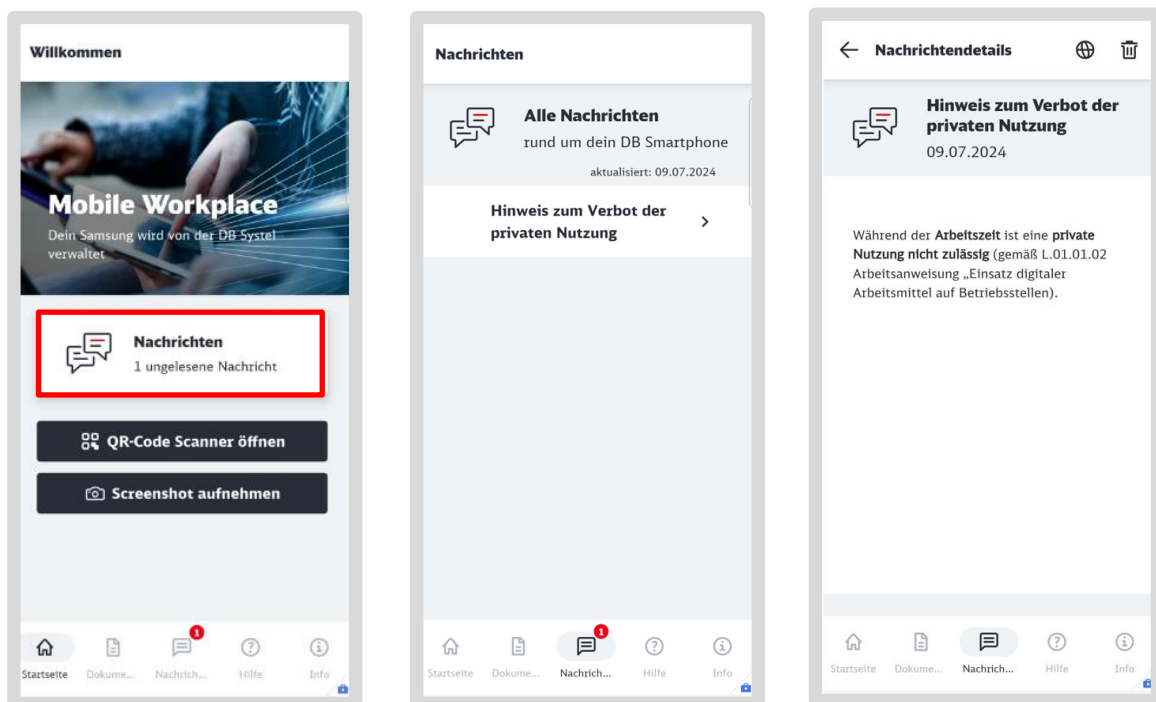 Willkommen
Mobile Workplace
Dein Samsung wird von der DB Systel
verwaltet
Nachrichten
1 ungelesene Nachricht
QR-Code Scanner öffnen
Screenshot aufnehmen
1
Startseite Dokume... Nachrich... Hilfe Info
Nachrichten
Alle Nachrichten
rund um dein DB Smartphone
aktualisiert: 09.07.2024
Hinweis zum Verbot der
privaten Nutzung
1
Startseite Dokume... Nachrich... Hilfe Info
Nachrichtendetails
Hinweis zum Verbot der
privaten Nutzung
09.07.2024
Während der Arbeitszeit ist eine private
Nutzung nicht zulässig (gemäß L.01.01.02
Arbeitsanweisung „Einsatz digitaler
Arbeitsmittel auf Betriebsstellen).
Startseite Dokume... Nachrich... Hilfe Info